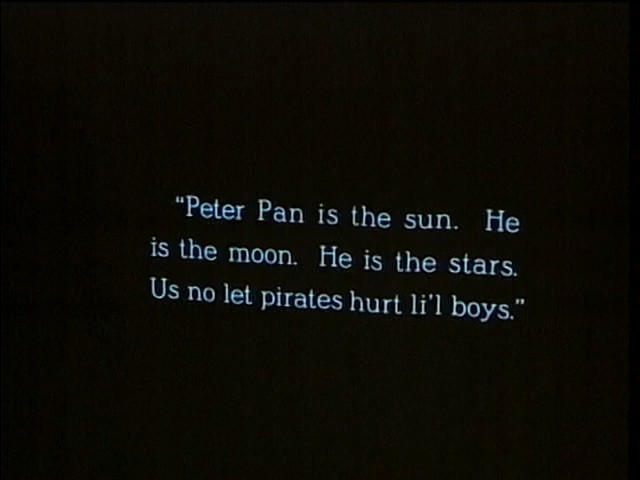 "Peter Pan is the sun. He
is the moon. He is the stars.
Us no let pirates hurt li'l boys."